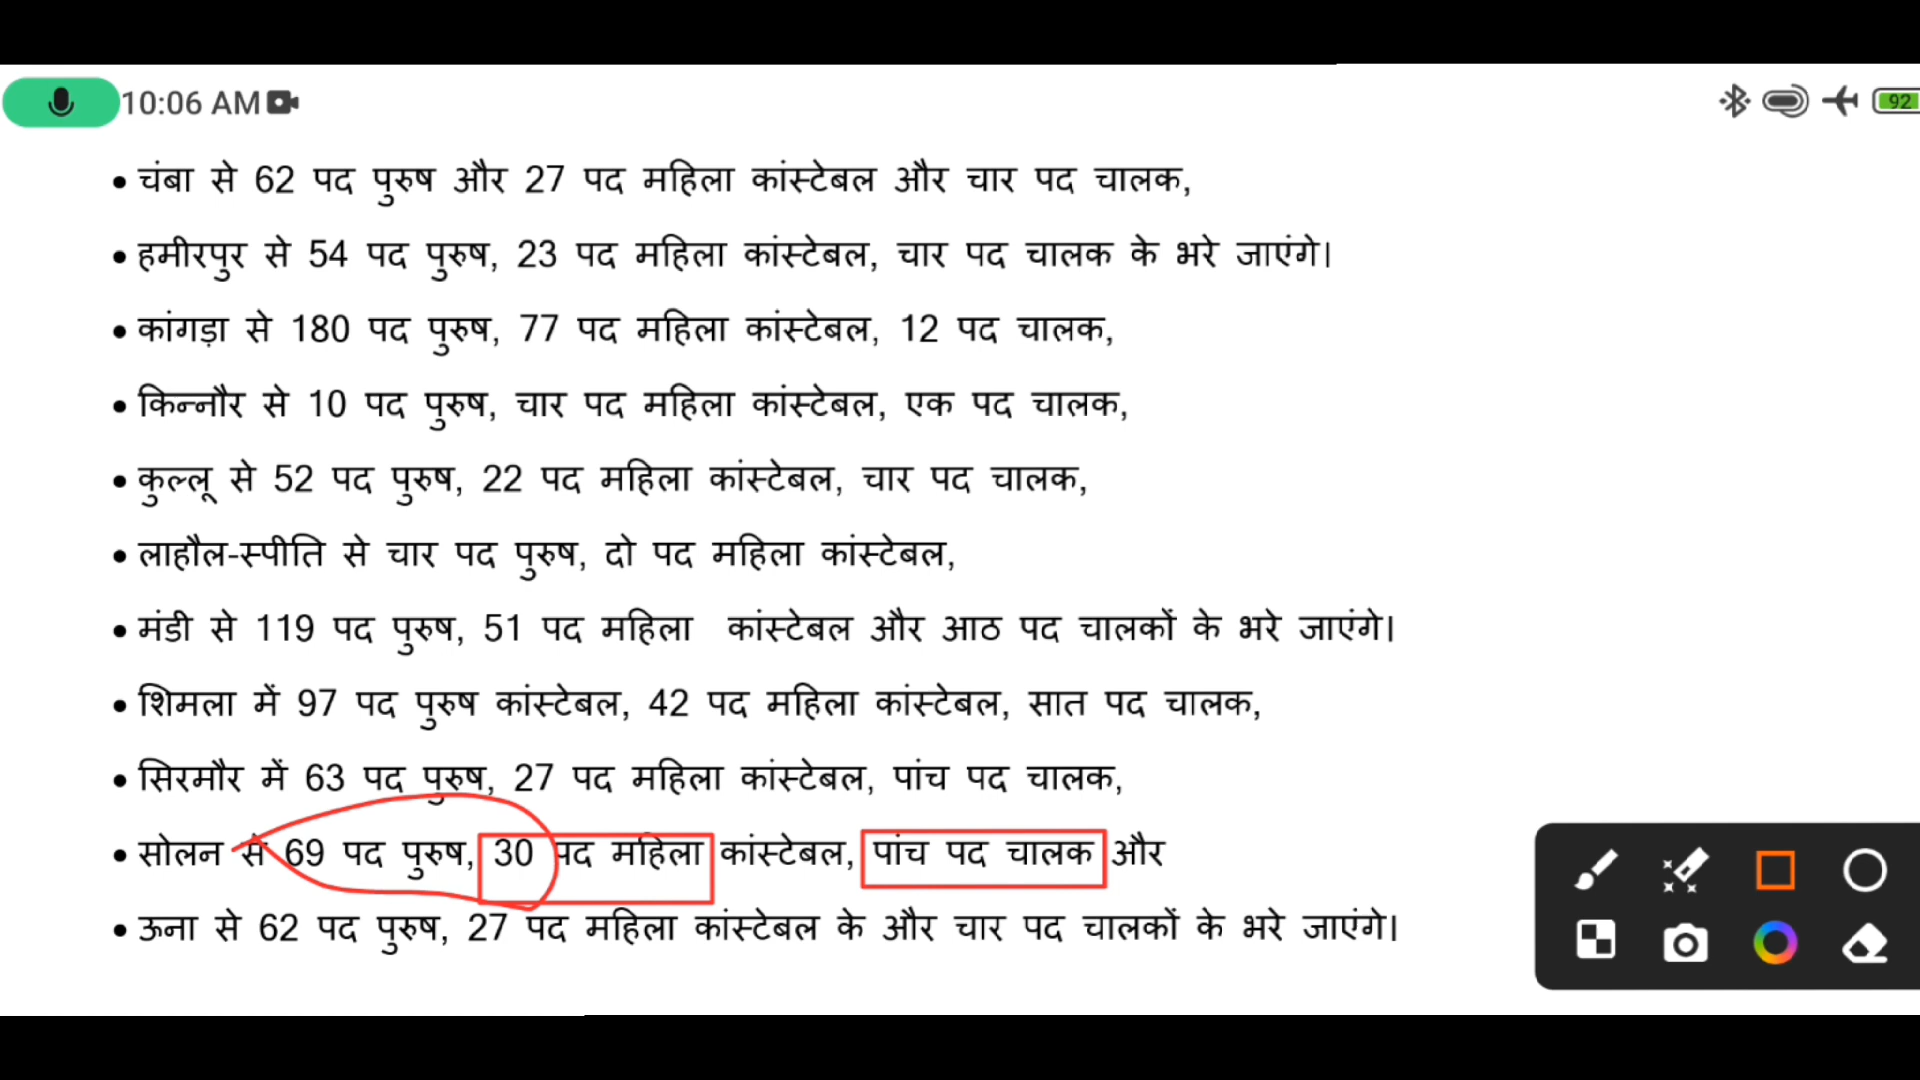 10:06 AM
92
• चंबा से 62 पद पुरुष और 27 पद महिला कांस्टेबल और चार पद चालक,
• हमीरपुर से 54 पद पुरुष, 23 पद महिला कांस्टेबल, चार पद चालक के भरे जाएंगे।
• कांगड़ा से 180 पद पुरुष, 77 पद महिला कांस्टेबल, 12 पद चालक,
• किन्नौर से 10 पद पुरुष, चार पद महिला कांस्टेबल, एक पद चालक,
• कुल्लू से 52 पद पुरुष, 22 पद महिला कांस्टेबल, चार पद चालक,
• लाहौल-स्पीति से चार पद पुरुष, दो पद महिला कांस्टेबल,
• मंडी से 119 पद पुरुष, 51 पद महिला कांस्टेबल और आठ पद चालकों के भरे जाएंगे।
• शिमला में 97 पद पुरुष कांस्टेबल, 42 पद महिला कांस्टेबल, सात पद चालक,
• सिरमौर में 63 पद पुरुष, 27 पद महिला कांस्टेबल, पांच पद चालक,
• सोलन से 69 पद पुरुष, 30 पद महिला कांस्टेबल, पांच पद चालक और
• ऊना से 62 पद पुरुष, 27 पद महिला कांस्टेबल के और चार पद चालकों के भरे जाएंगे।